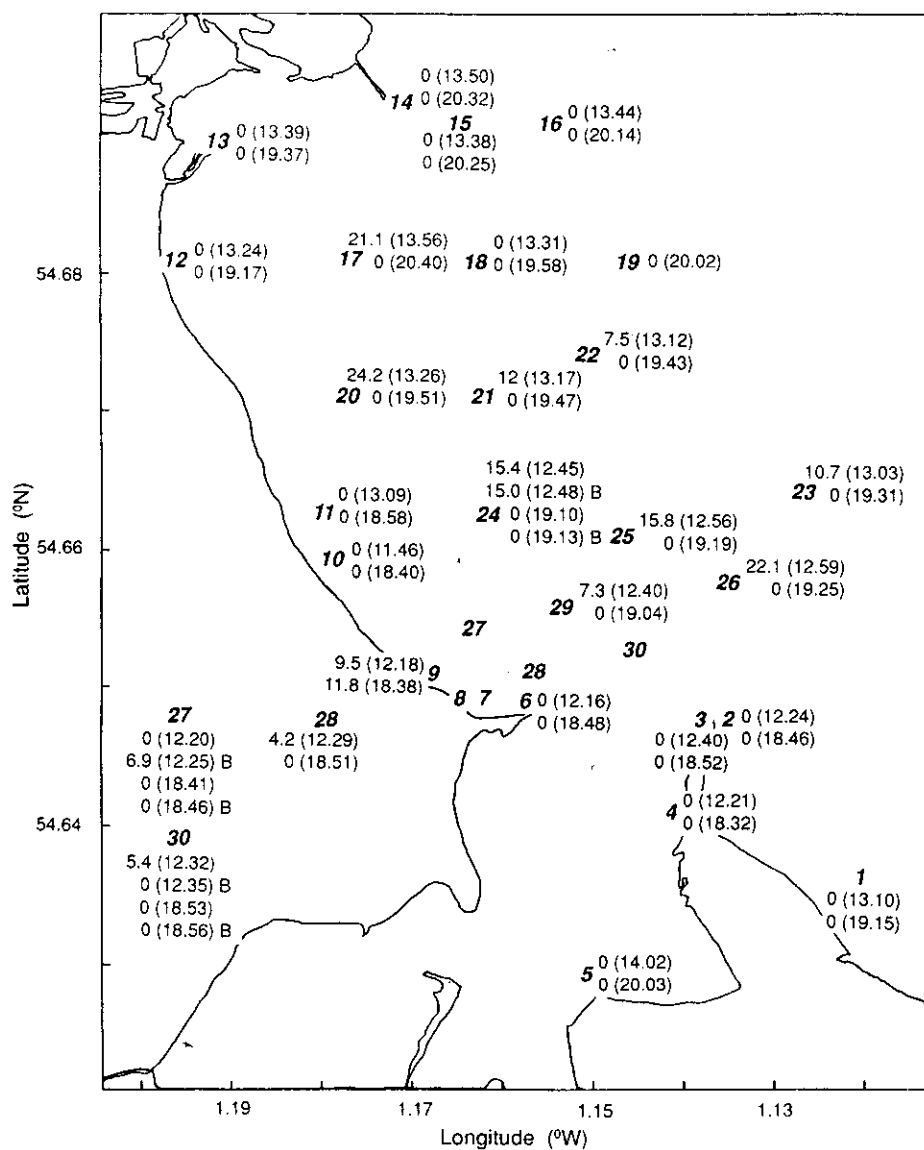 0 (13.50)
14 0 (20.32)
15
0 (13.38)
0 (20.25)
16 0 (13.44)
0 (20.14)
13 0 (13.39)
0 (19.37)
12 0 (13.24)
0 (19.17)
21.1 (13.56)
17 0 (20.40)
0 (13.31)
18 0 (19.58)
19 0 (20.02)
54.68
7.5 (13.12)
22 0 (19.43)
24.2 (13.26)
20 0 (19.51)
12 (13.17)
21 0 (19.47)
15.4 (12.45)
15.0 (12.48) B
24 0 (19.10)
0 (19.13) B
10.7 (13.03)
23 0 (19.31)
0 (13.09)
11 0 (18.58)
15.8 (12.56)
25 0 (19.19)
54.66
10 0 (11.46)
0 (18.40)
22.1 (12.59)
26 0 (19.25)
7.3 (12.40)
29 0 (19.04)
27
30
9.5 (12.18) 9
11.8 (18.38)
28
8 7
6 0 (12.16)
0 (18.48)
3, 2 0 (12.24)
0 (18.46)
0 (12.40)
0 (18.52)
27
0 (12.20)
6.9 (12.25) B
0 (18.41)
0 (18.46) B
28
4.2 (12.29)
0 (18.51)
54.64
4 0 (12.21)
0 (18.32)
30
5.4 (12.32)
0 (12.35) B
0 (18.53)
0 (18.56) B
1
0 (13.10)
0 (19.15)
5 0 (14.02)
0 (20.03)
Latitude (ºN)
1.19 1.17 1.15 1.13
Longitude (ºW)